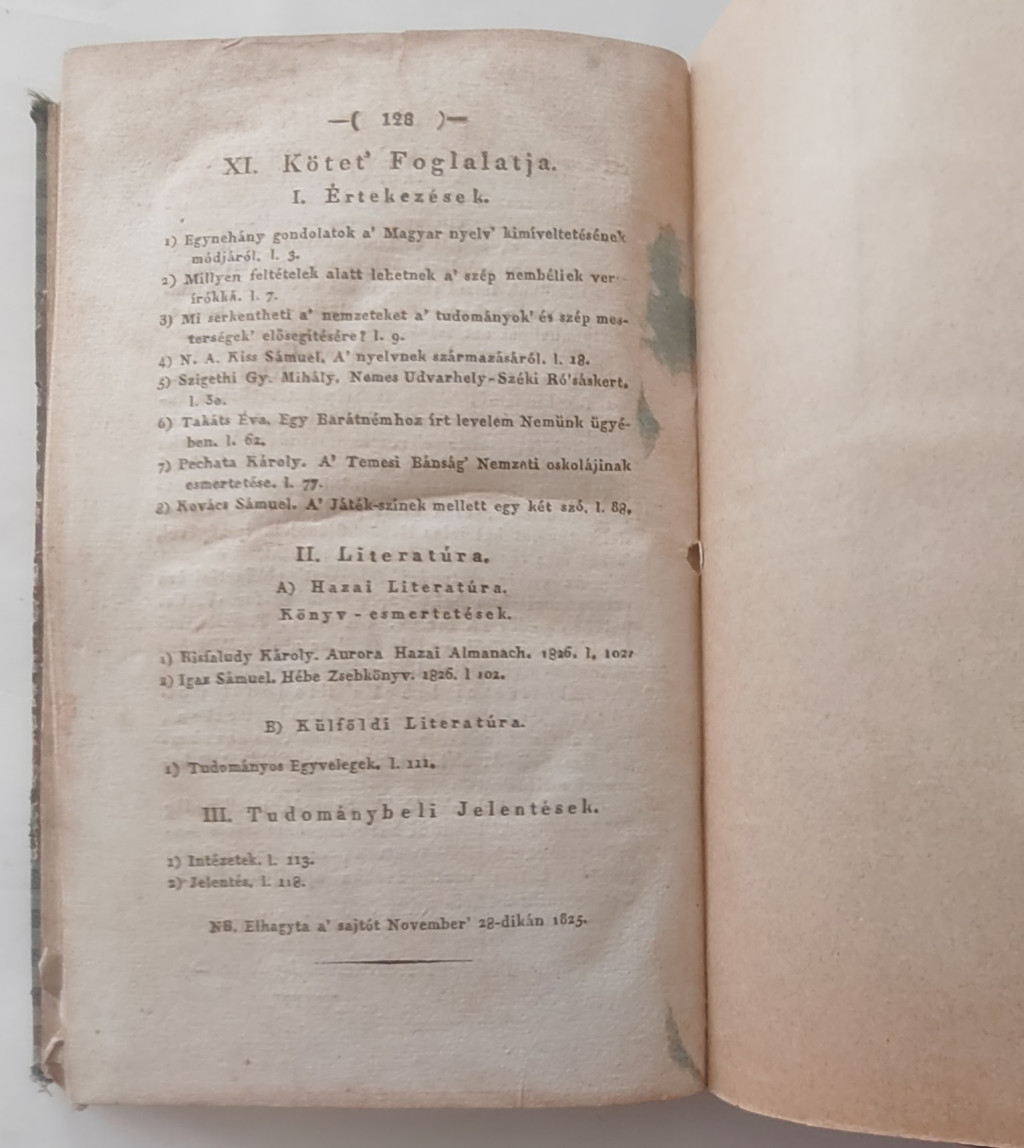 —( 128 )—
XI. Kötet' Foglalatja.
I. Értekezések.
1) Egynehány gondolatok a' Magyar nyelv' kimíveltetésének
módjáról. l. 3.
2) Millyen feltételek alatt lehetnek a' szép nembéliek ver-
írókká. l. 7.
3) Mi serkentheti a' nemzeteket a' tudományok' és szép mes-
terségek' elősegítésére? l. 9.
4) N. A. Kiss Sámuel. A' nyelvnek származásáról. l. 18.
5) Szigethi Gy. Mihály. Nemes Udvarhely-Széki Ró'sáskert.
l. 30.
6) Takáts Éva. Egy Barátnémhoz írt levelem Nemünk ügyé-
ben. l. 62.
7) Pechata Károly. A' Temesi Bánság' Nemzeti oskolájinak
esmertetése. l. 77.
8) Kovács Sámuel. A' Játék-színek mellett egy két szó. l. 88.
II. Literatúra.
A) Hazai Literatúra.
Könyv-esmertetések.
1) Kisfaludy Károly. Aurora Hazai Almanach. 1826. l. 102.
2) Igaz Sámuel. Hébe Zsebkönyv. 1826. l 102.
B) Külföldi Literatúra.
1) Tudományos Egyvelegek. l. 111.
III. Tudománybeli Jelentések.
1) Intézetek. l. 113.
2) Jelentés. l. 118.
NB. Elhagyta a' sajtót November' 28-dikán 1825.